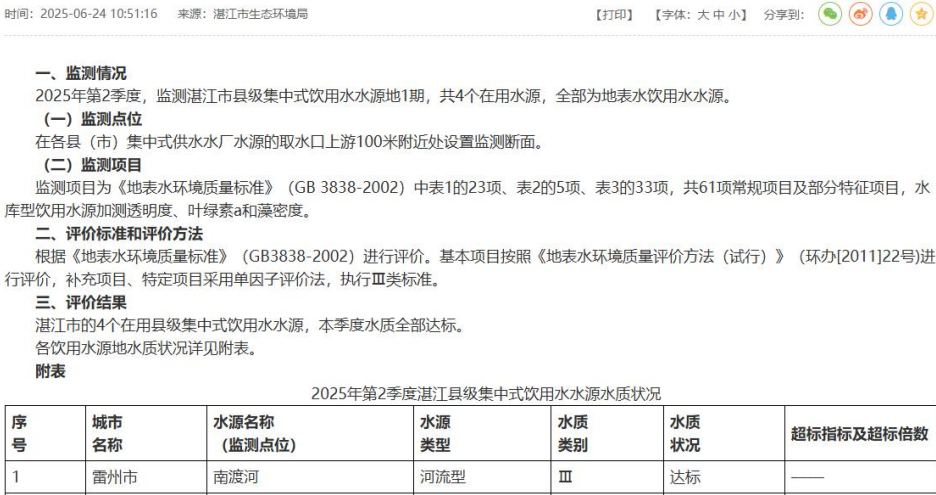 时间：2025-06-24 10:51:16 来源：湛江市生态环境局 【打印】 【字体：大 中 小】 分享到：
一、监测情况
2025年第2季度，监测湛江市县级集中式饮用水水源地1期，共4个在用水源，全部为地表水饮用水水源。
（一）监测点位
在各县（市）集中式供水水厂水源的取水口上游100米附近处设置监测断面。
（二）监测项目
监测项目为《地表水环境质量标准》（GB 3838-2002）中表1的23项、表2的5项、表3的33项，共61项常规项目及部分特征项目，水
库型饮用水源加测透明度、叶绿素a和藻密度。
二、评价标准和评价方法
根据《地表水环境质量标准》（GB3838-2002）进行评价。基本项目按照《地表水环境质量评价方法（试行）》（环办[2011]22号)进
行评价，补充项目、特定项目采用单因子评价法，执行Ⅲ类标准。
三、评价结果
湛江市的4个在用县级集中式饮用水水源，本季度水质全部达标。
各饮用水源地水质状况详见附表。
附表
2025年第2季度湛江县级集中式饮用水水源水质状况
序 城市 水源名称 水源 水质 水质 超标指标及超标倍数
号 名称 （监测点位） 类型 类别 状况
1 雷州市 南渡河 河流型 Ⅲ 达标 ——